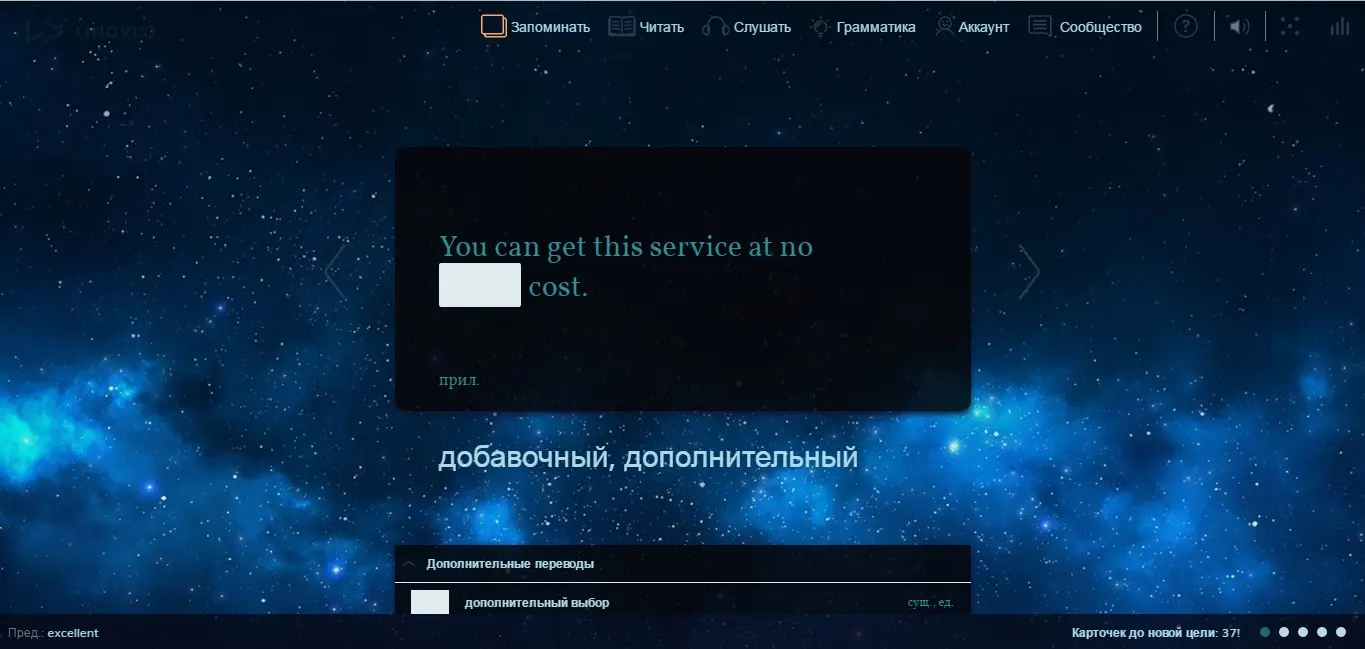 LINGVIST
Запоминать Читать Слушать Грамматика Аккаунт Сообщество ?
You can get this service at no
cost.
прил.
добавочный, дополнительный
Дополнительные переводы
дополнительный выбор сущ., ед.
Пред.: excellent Карточек до новой цели: 37!